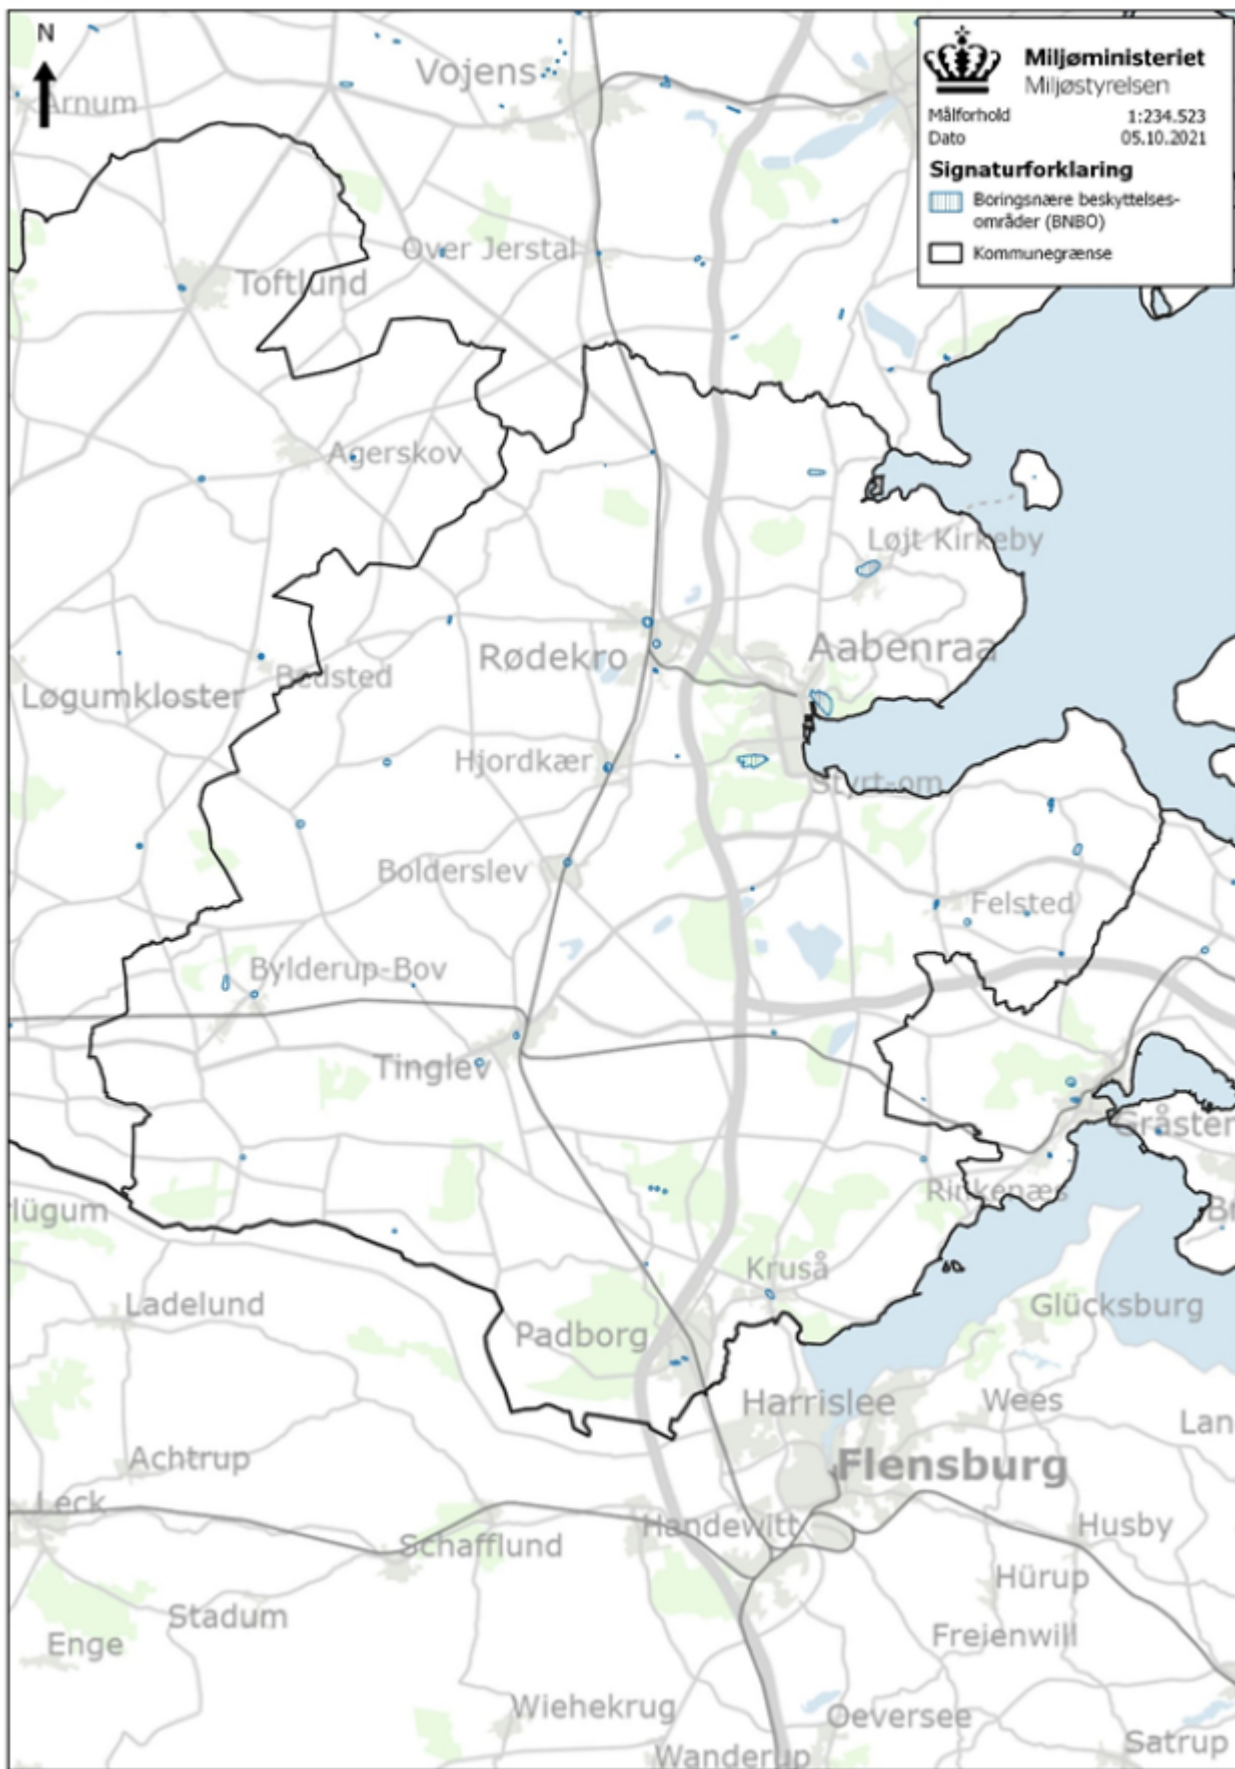 N
Miljøministeriet
Miljøstyrelsen
Målforhold 1:234.523
Dato 05.10.2021
Signaturforklaring
Boringsnære beskyttelses-
områder (BNBO)
Kommunegrænse
Vojens
Arnum
Over Jerstal
Toftlund
Agerskov
Løjt Kirkeby
Rødekro
Aabenraa
Bedsted
Løgumkloster
Hjordkær
Styrt-om
Bolderslev
Felsted
Bylderup-Bov
Tinglev
Gråsten
Rinkenæs
lügum
Br
Kruså
Ladelund
Glücksburg
Padborg
Harrislee
Wees
Lan
Achtrup
Flensburg
Leck
Handewitt
Husby
Schafflund
Hürup
Stadum
Freienwill
Enge
Wiehekrug
Oeversee
Satrup
Wanderup